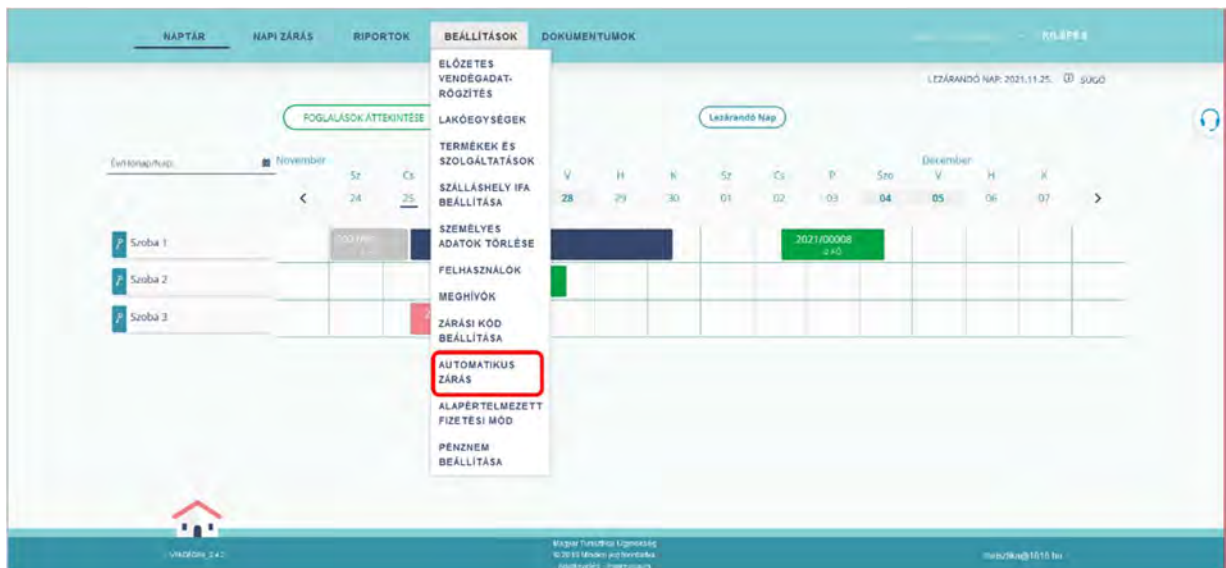 NAPTÁR NAPI ZÁRÁS RIPORTOK BEÁLLÍTÁSOK DOKUMENTUMOK KILÉPÉS
LEZÁRANDÓ NAP: 2021.11.25. SÚGÓ
ELŐZETES
VENDÉGADAT-
RÖGZÍTÉS
FOGLALÁSOK ÁTTEKINTÉSE
LAKÓEGYSÉGEK
Lezárandó Nap
TERMÉKEK ÉS
SZOLGÁLTATÁSOK
SZÁLLÁSHELY IFA
BEÁLLÍTÁSA
SZEMÉLYES
ADATOK TÖRLÉSE
FELHASZNÁLÓK
MEGHÍVÓK
ZÁRÁSI KÓD
BEÁLLÍTÁSA
AUTOMATIKUS
ZÁRÁS
ALAPÉRTELMEZETT
FIZETÉSI MÓD
PÉNZNEM
BEÁLLÍTÁSA
Év/Hónap/Nap
November December
Sz Cs V H K Sz Cs P Szo V H K
24 25 28 29 30 01 02 03 04 05 06 07
Szoba 1
2021/00008
2 FŐ
Szoba 2
Szoba 3
Magyar Turisztikai Ügynökség